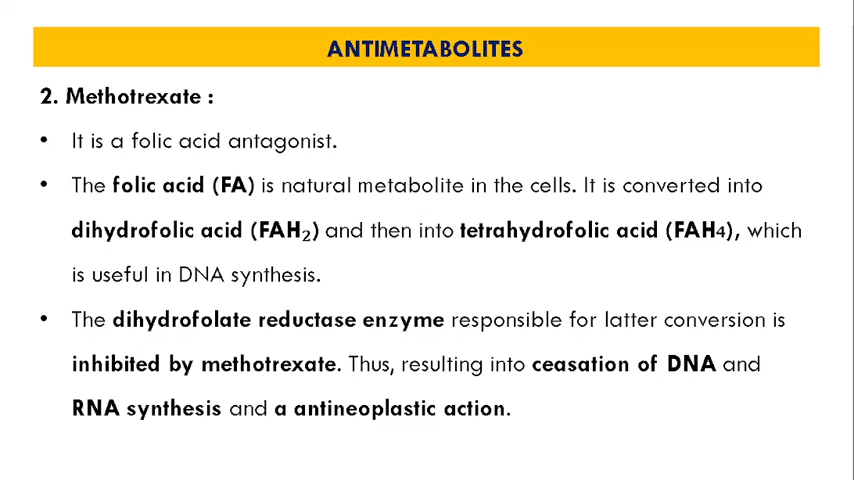 ANTIMETABOLITES
2. Methotrexate :
• It is a folic acid antagonist.
• The folic acid (FA) is natural metabolite in the cells. It is converted into
dihydrofolic acid (FAH₂) and then into tetrahydrofolic acid (FAH4), which
is useful in DNA synthesis.
• The dihydrofolate reductase enzyme responsible for latter conversion is
inhibited by methotrexate. Thus, resulting into ceasation of DNA and
RNA synthesis and a antineoplastic action.